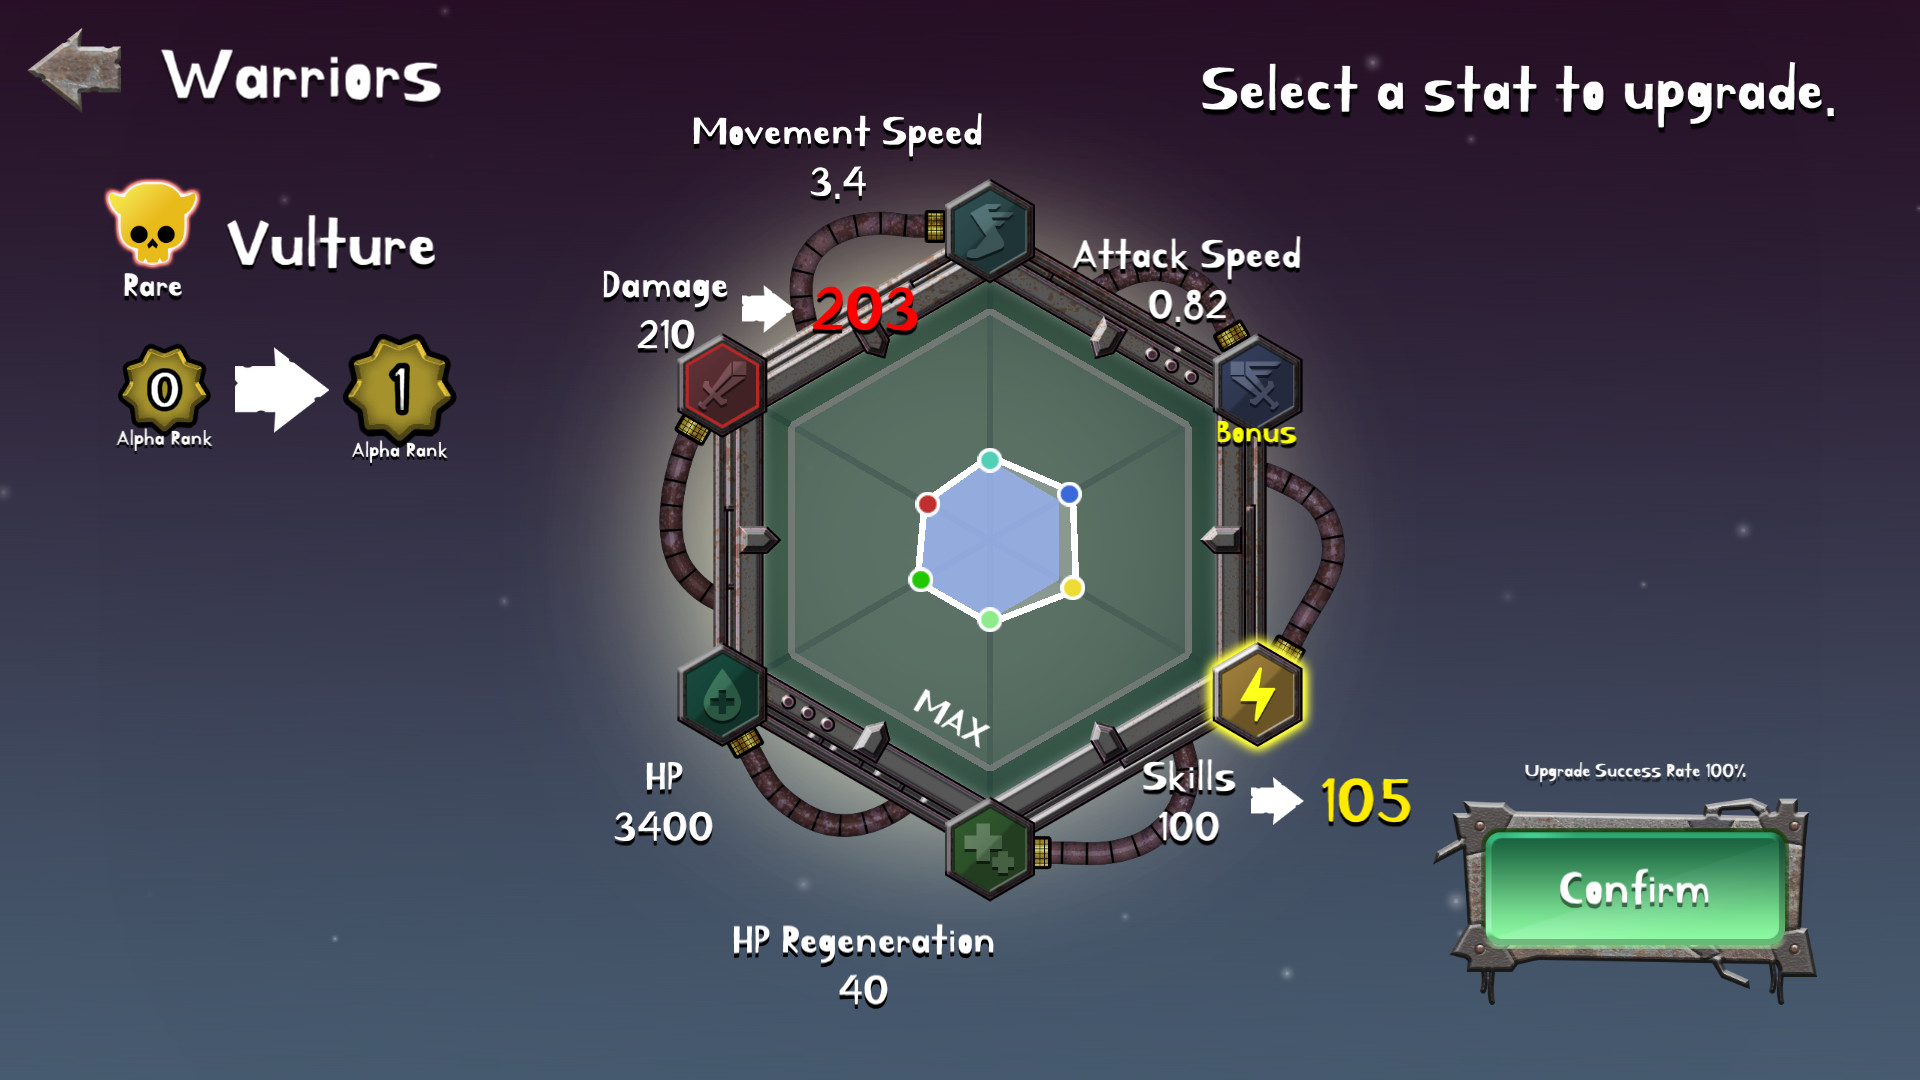 Warriors
Select a stat to upgrade.
Movement Speed
3.4
Rare
Vulture
Attack Speed
0.82
Damage
210
203
0
Alpha Rank
1
Alpha Rank
Bonus
MAX
HP
3400
Skills
100
105
Upgrade Success Rate 100%
Confirm
HP Regeneration
40